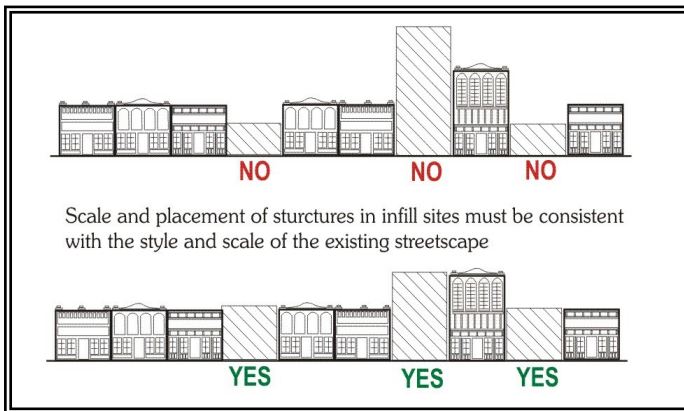 NO NO NO
Scale and placement of sturctures in infill sites must be consistent
with the style and scale of the existing streetscape
YES YES YES